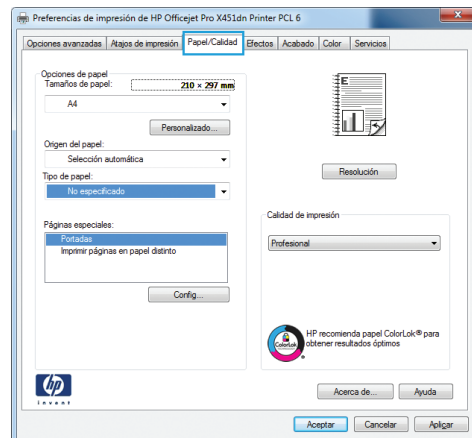 Preferencias de impresión de HP Officejet Pro X451dn Printer PCL 6
Opciones avanzadas Atajos de impresión Papel/Calidad Efectos Acabado Color Servicios
Opciones de papel
Tamaños de papel: 210 × 297 mm
A4
Personalizado...
Origen del papel:
Selección automática
Tipo de papel:
No especificado
Páginas especiales:
Portadas
Imprimir páginas en papel distinto
Config...
E
Resolución
Calidad de impresión
Profesional
ColorLok
HP recomienda papel ColorLok® para
obtener resultados óptimos
hp
invent
Acerca de... Ayuda
Aceptar Cancelar Aplicar